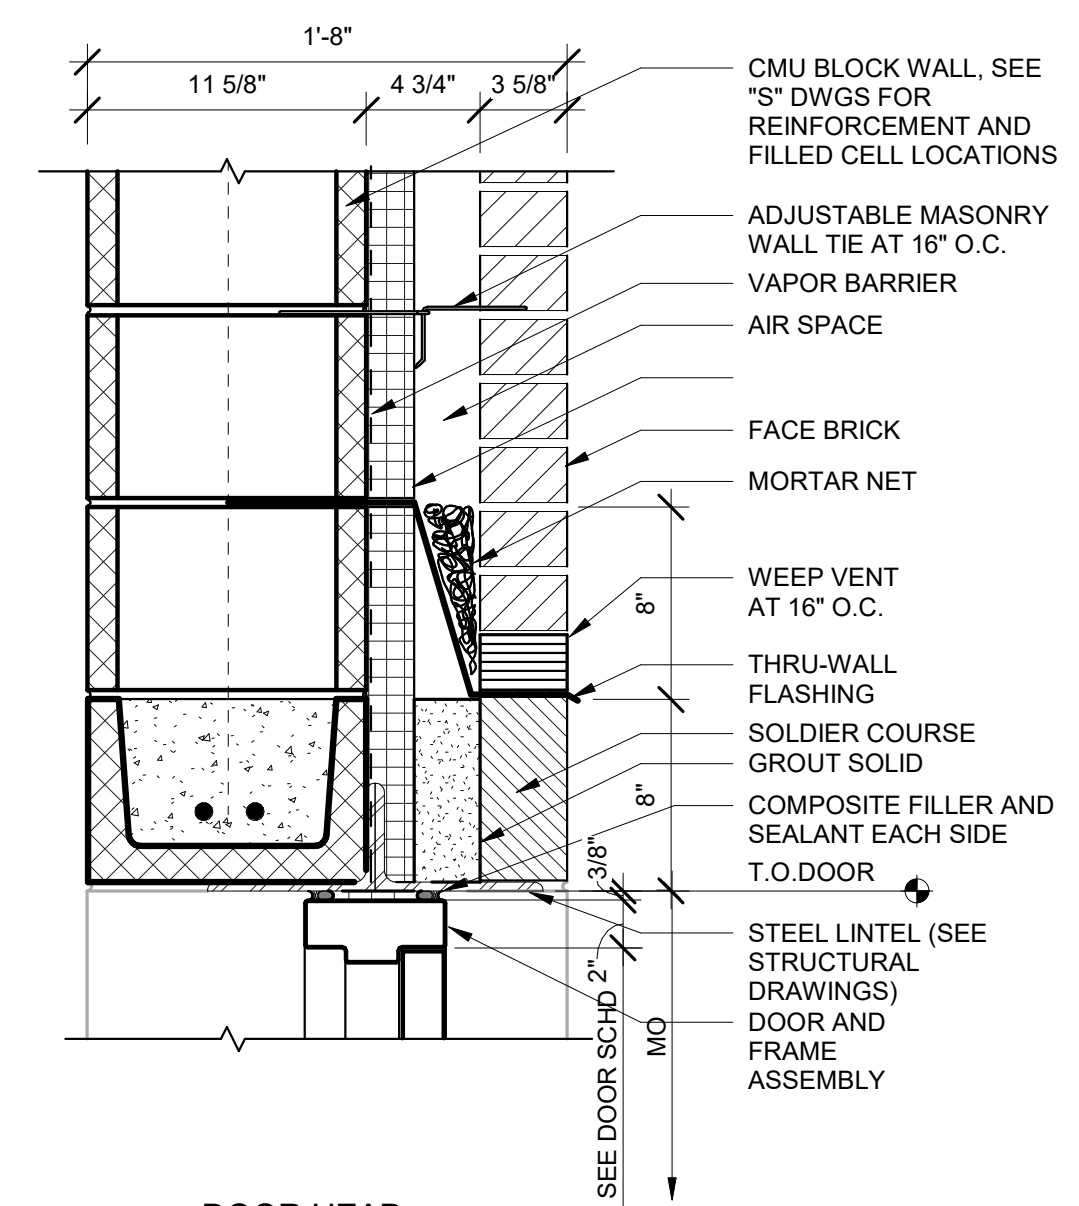 1'-8"
11 5/8"
4 3/4"
3 5/8"
CMU BLOCK WALL, SEE
"S" DWGS FOR
REINFORCEMENT AND
FILLED CELL LOCATIONS
ADJUSTABLE MASONRY
WALL TIE AT 16" O.C.
VAPOR BARRIER
AIR SPACE
FACE BRICK
MORTAR NET
WEEP VENT
AT 16" O.C.
8"
THRU-WALL
FLASHING
SOLDIER COURSE
GROUT SOLID
8"
COMPOSITE FILLER AND
SEALANT EACH SIDE
3/8"
T.O.DOOR
STEEL LINTEL (SEE
STRUCTURAL
DRAWINGS)
2"
DOOR AND
FRAME
ASSEMBLY
MO
SEE DOOR SCHD
DOOR HEAD